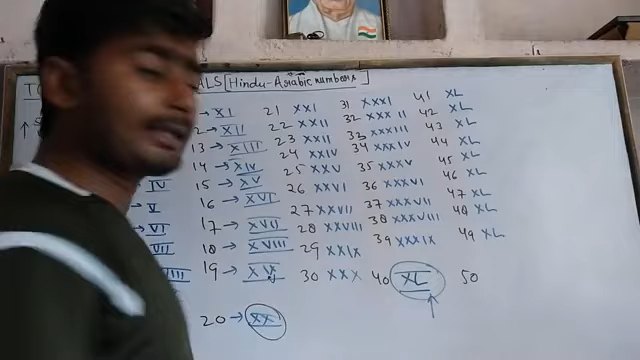 ALS [Hindu-Arabic numbers]
XI
12 → XII
13 → XIII
14 → XIV
15 → XV
16 → XVI
17 → XVII
18 → XVIII
19 →
20 → XX
IV
V
VI
VII
VIII
21 XXI
22 XXII
23 XXII
24 XXIV
25 XXV
26 XXVI
27 XXVII
28 XXVIII
29 XXIX
30 XXX
31 XXXI
32 XXXII
33 XXXIII
34 XXXIV
35 XXXV
36 XXXVI
37 XXXVII
38 XXXVIII
39 XXXIX
40 XL
41 XL
42 XL
43 XL
44 XL
45 XL
46 XL
47 XL
48 XL
49 XL
50